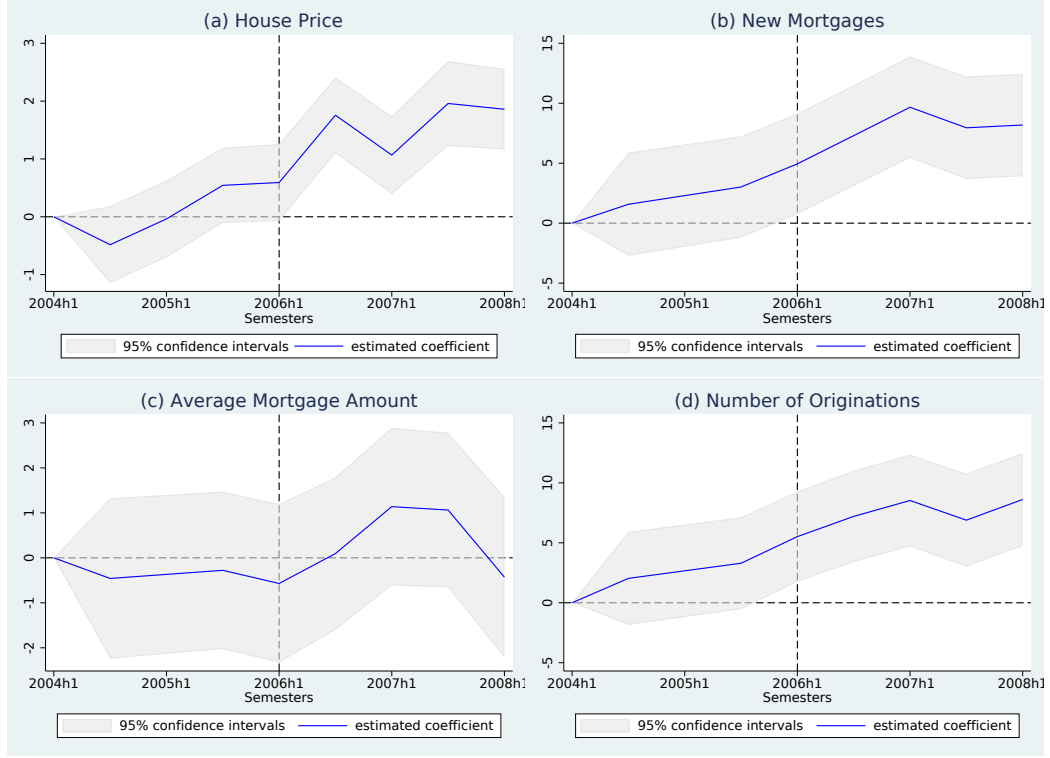 (a) House Price
3
2
1
0
-1
2004h1 2005h1 2006h1 2007h1 2008h1
Semesters
95% confidence intervals estimated coefficient
(b) New Mortgages
15
10
5
0
-5
2004h1 2005h1 2006h1 2007h1 2008h1
Semesters
95% confidence intervals estimated coefficient
(c) Average Mortgage Amount
3
2
1
0
-1
-2
2004h1 2005h1 2006h1 2007h1 2008h1
Semesters
95% confidence intervals estimated coefficient
(d) Number of Originations
15
10
5
0
-5
2004h1 2005h1 2006h1 2007h1 2008h1
Semesters
95% confidence intervals estimated coefficient